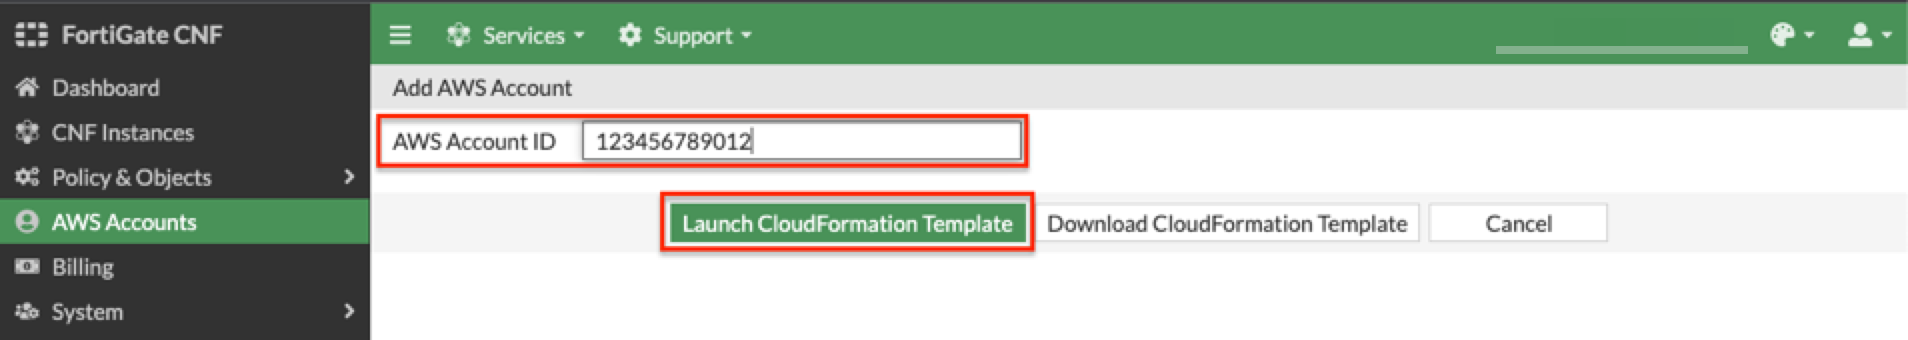 FortiGate CNF
Services
Support
Dashboard
CNF Instances
Policy & Objects
AWS Accounts
Billing
System
Add AWS Account
AWS Account ID 123456789012
Launch CloudFormation Template Download CloudFormation Template Cancel